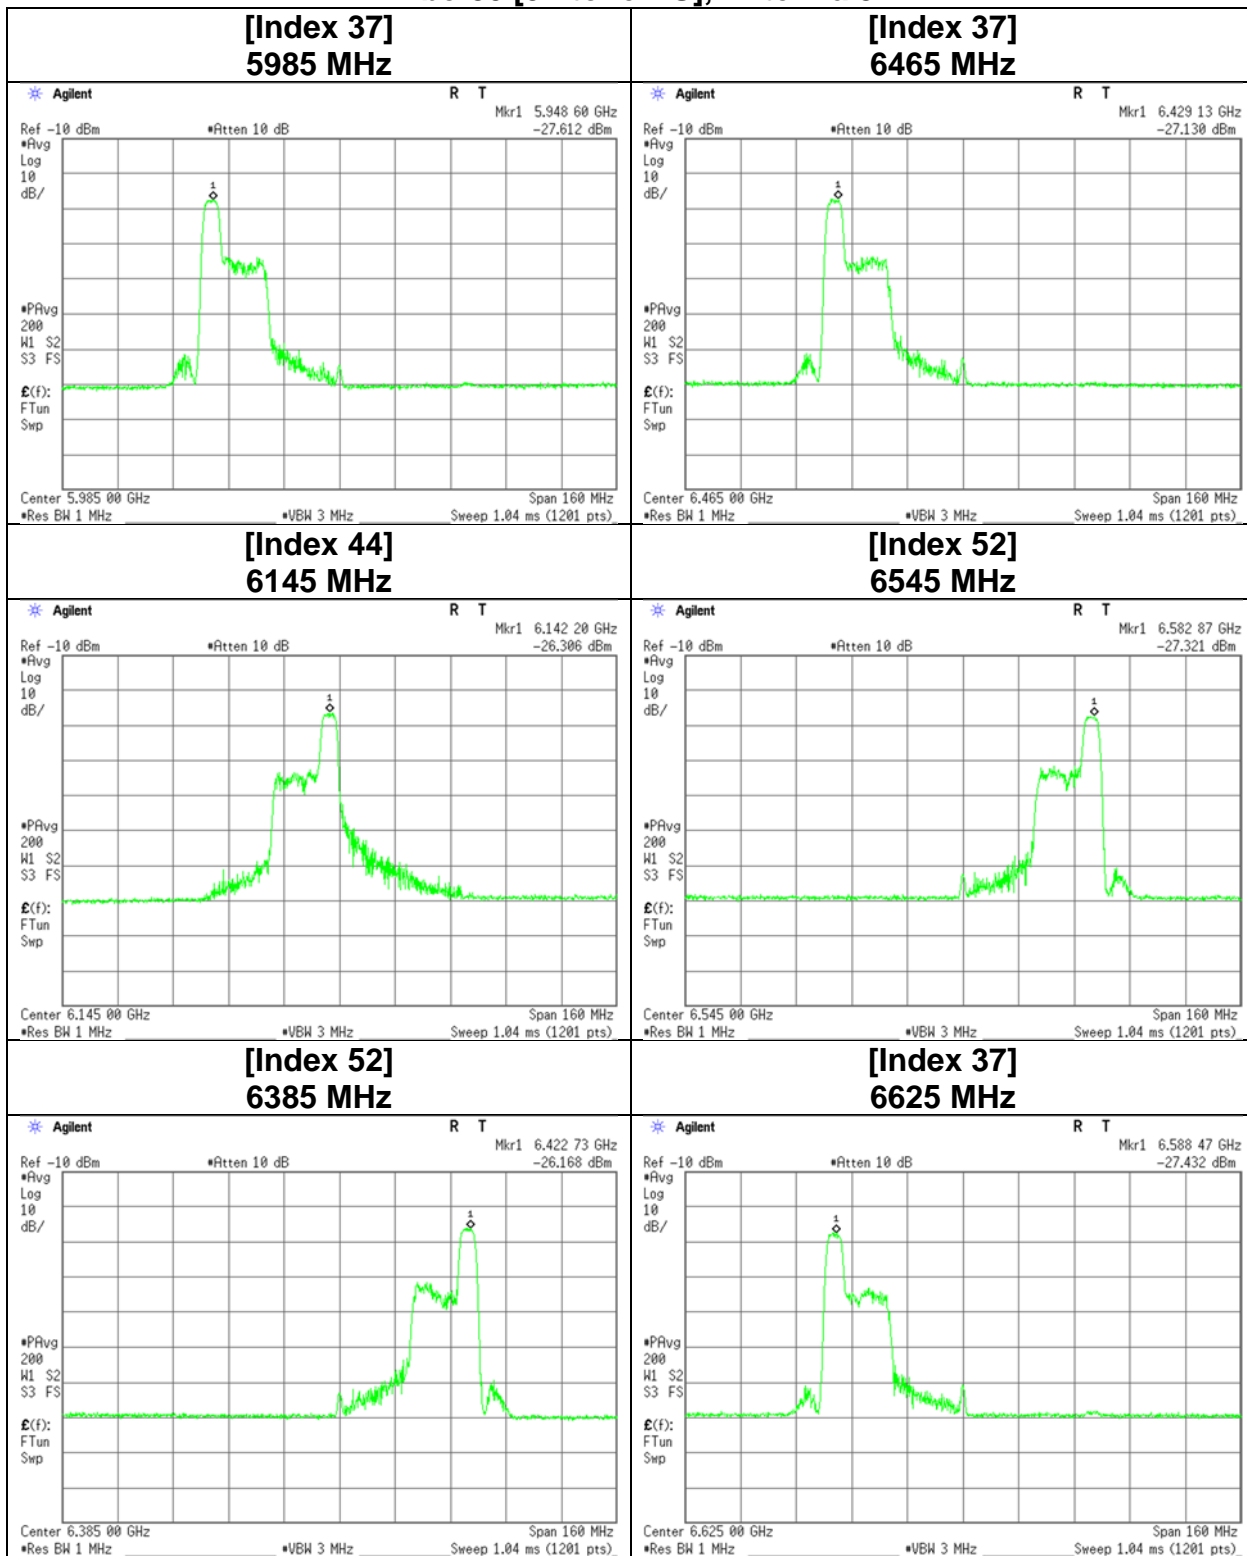 [Index 37]
5985 MHz
Agilent
R T
Mkr1 5.948 60 GHz
Ref -10 dBm #Atten 10 dB -27.612 dBm
#Avg
Log
10
dB/
1
#PAvg
200
W1 S2
S3 FS
£(f):
FTun
Swp
Center 5.985 00 GHz Span 160 MHz
#Res BW 1 MHz #VBW 3 MHz Sweep 1.04 ms (1201 pts)
[Index 37]
6465 MHz
Agilent
R T
Mkr1 6.429 13 GHz
Ref -10 dBm #Atten 10 dB -27.130 dBm
#Avg
Log
10
dB/
1
#PAvg
200
W1 S2
S3 FS
£(f):
FTun
Swp
Center 6.465 00 GHz Span 160 MHz
#Res BW 1 MHz #VBW 3 MHz Sweep 1.04 ms (1201 pts)
[Index 44]
6145 MHz
Agilent
R T
Mkr1 6.142 20 GHz
Ref -10 dBm #Atten 10 dB -26.306 dBm
#Avg
Log
10
dB/
1
#PAvg
200
W1 S2
S3 FS
£(f):
FTun
Swp
Center 6.145 00 GHz Span 160 MHz
#Res BW 1 MHz #VBW 3 MHz Sweep 1.04 ms (1201 pts)
[Index 52]
6545 MHz
Agilent
R T
Mkr1 6.582 87 GHz
Ref -10 dBm #Atten 10 dB -27.321 dBm
#Avg
Log
10
dB/
1
#PAvg
200
W1 S2
S3 FS
£(f):
FTun
Swp
Center 6.545 00 GHz Span 160 MHz
#Res BW 1 MHz #VBW 3 MHz Sweep 1.04 ms (1201 pts)
[Index 52]
6385 MHz
Agilent
R T
Mkr1 6.422 73 GHz
Ref -10 dBm #Atten 10 dB -26.168 dBm
#Avg
Log
10
dB/
1
#PAvg
200
W1 S2
S3 FS
£(f):
FTun
Swp
Center 6.385 00 GHz Span 160 MHz
#Res BW 1 MHz #VBW 3 MHz Sweep 1.04 ms (1201 pts)
[Index 37]
6625 MHz
Agilent
R T
Mkr1 6.588 47 GHz
Ref -10 dBm #Atten 10 dB -27.432 dBm
#Avg
Log
10
dB/
1
#PAvg
200
W1 S2
S3 FS
£(f):
FTun
Swp
Center 6.625 00 GHz Span 160 MHz
#Res BW 1 MHz #VBW 3 MHz Sweep 1.04 ms (1201 pts)